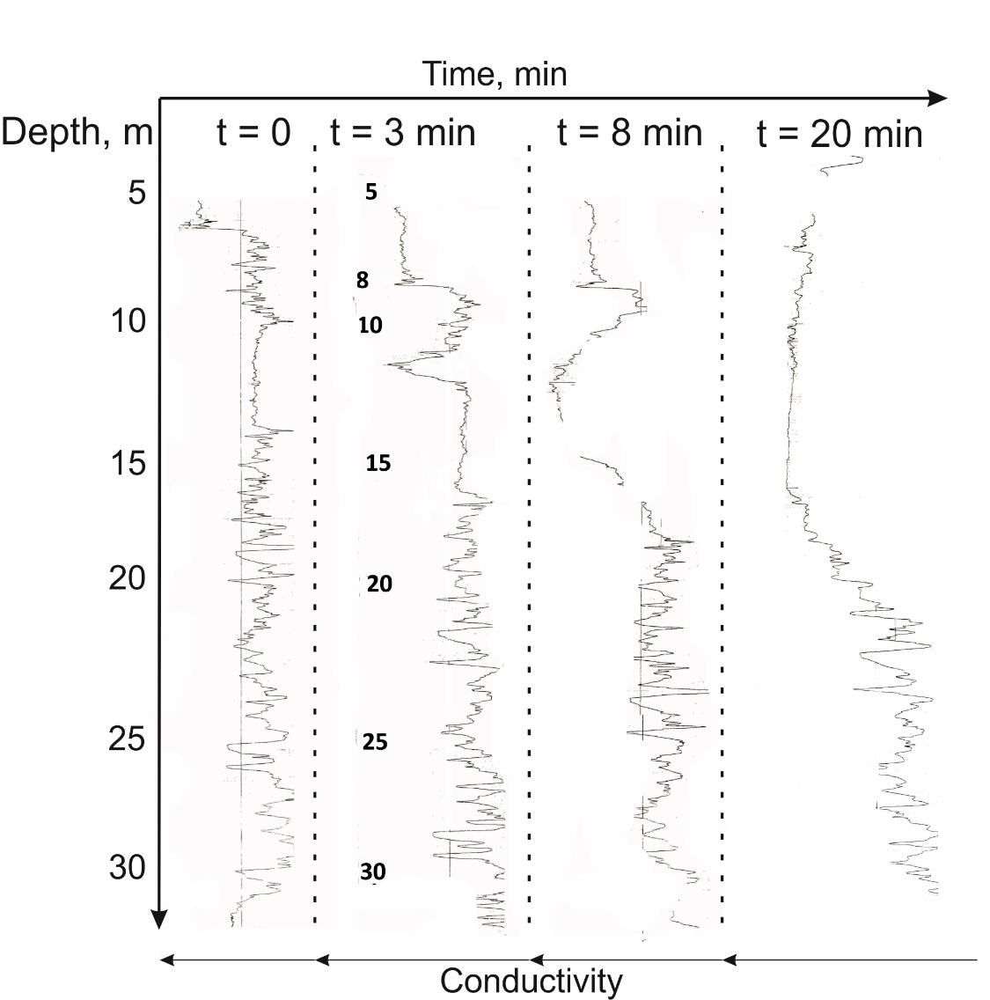 Time, min
Depth, m
t = 0
t = 3 min
t = 8 min
t = 20 min
5
5
8
10
10
15
15
20
20
25
25
30
30
Conductivity